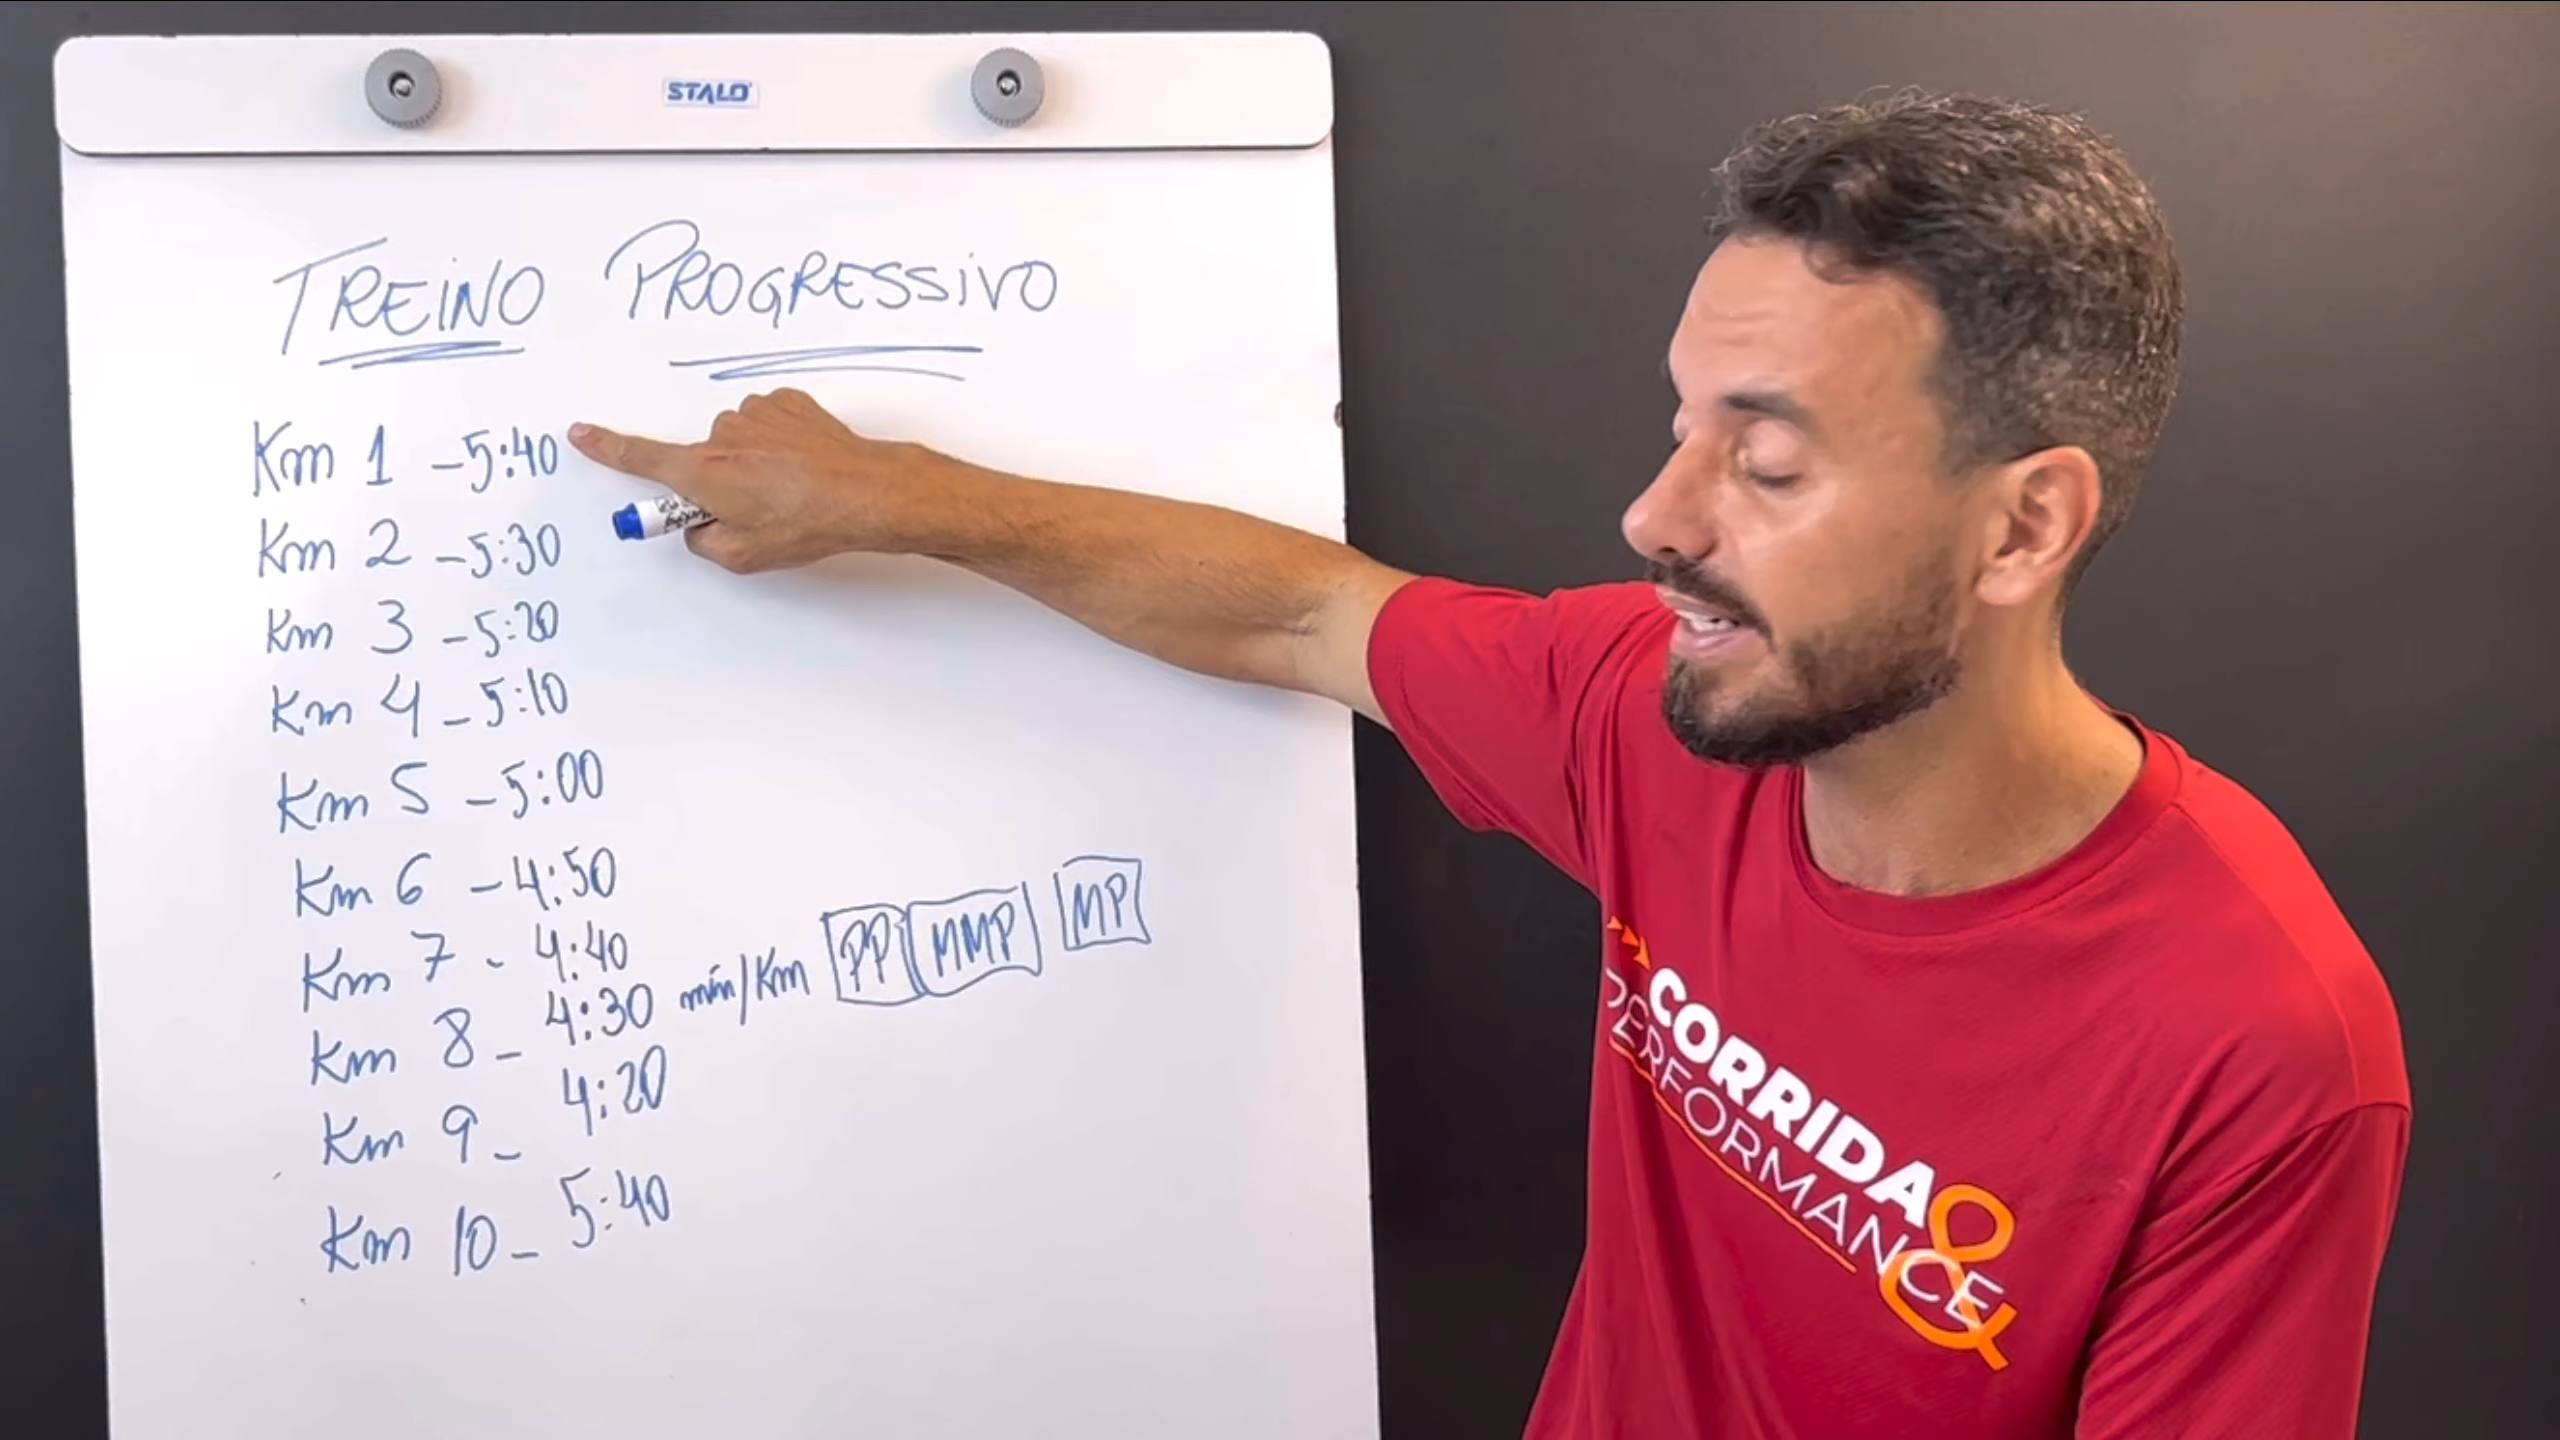 STALO
TREINO PROGRESSIVO
Km 1 - 5:40
Km 2 - 5:30
Km 3 - 5:20
Km 4 - 5:10
Km 5 - 5:00
Km 6 - 4:50
Km 7 - 4:40
Km 8 - 4:30 min/Km PP MMP MP
Km 9 - 4:20
Km 10 - 5:40
CORRIDA &
PERFORMANCE